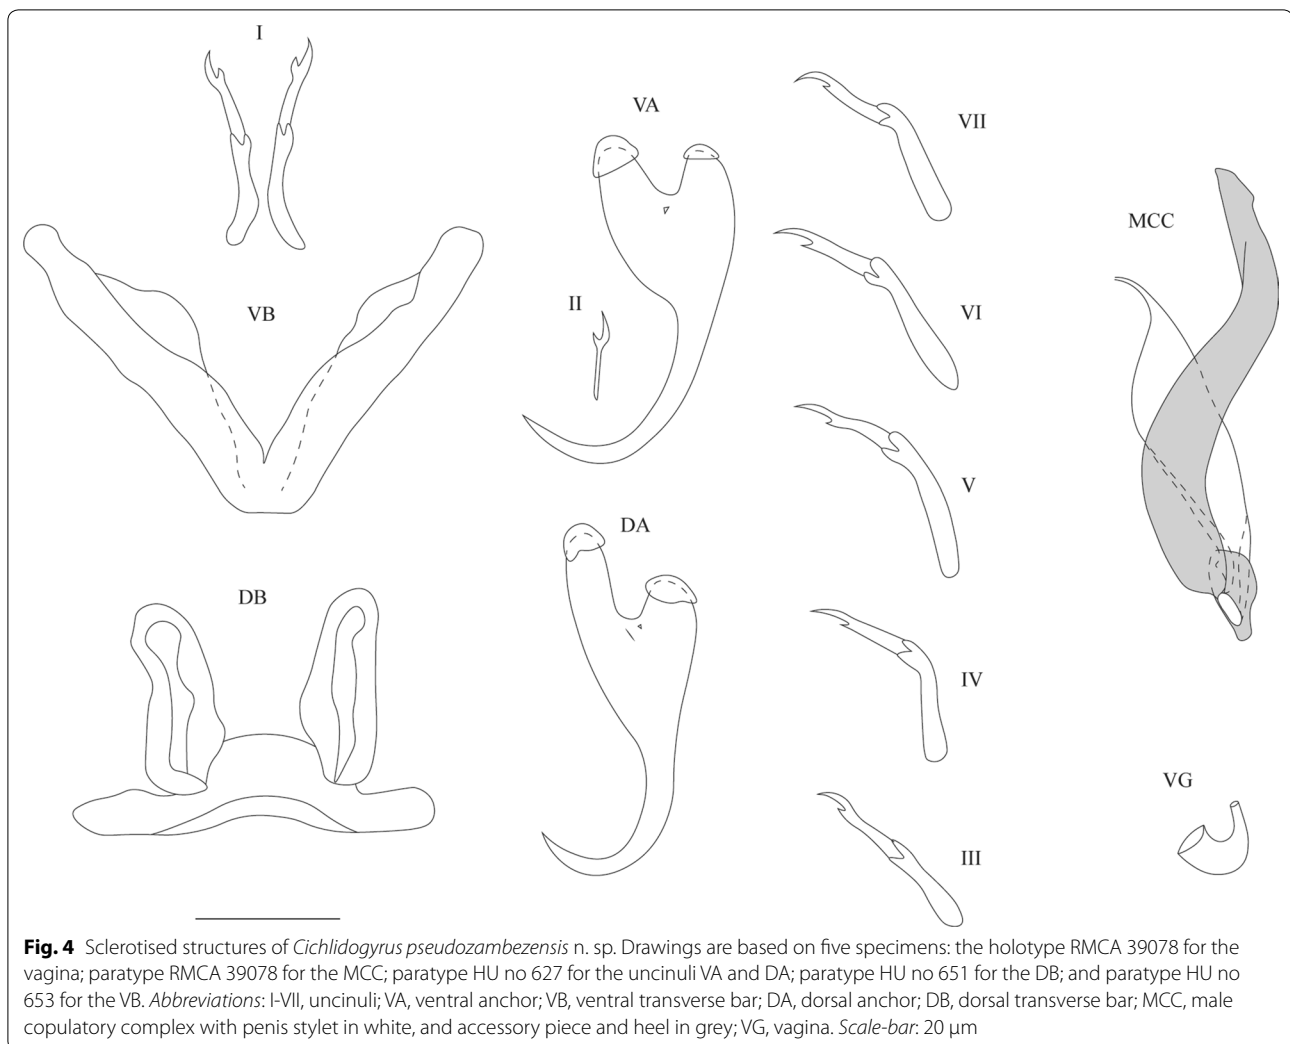 I
VA
VII
MCC
VB
II
VI
V
DA
DB
IV
VG
III
Fig. 4 Sclerotised structures of Cichlidogyrus pseudozambezensis n. sp. Drawings are based on five specimens: the holotype RMCA 39078 for the
vagina; paratype RMCA 39078 for the MCC; paratype HU no 627 for the uncinuli VA and DA; paratype HU no 651 for the DB; and paratype HU no
653 for the VB. Abbreviations: I-VII, uncinuli; VA, ventral anchor; VB, ventral transverse bar; DA, dorsal anchor; DB, dorsal transverse bar; MCC, male
copulatory complex with penis stylet in white, and accessory piece and heel in grey; VG, vagina. Scale-bar: 20 μm